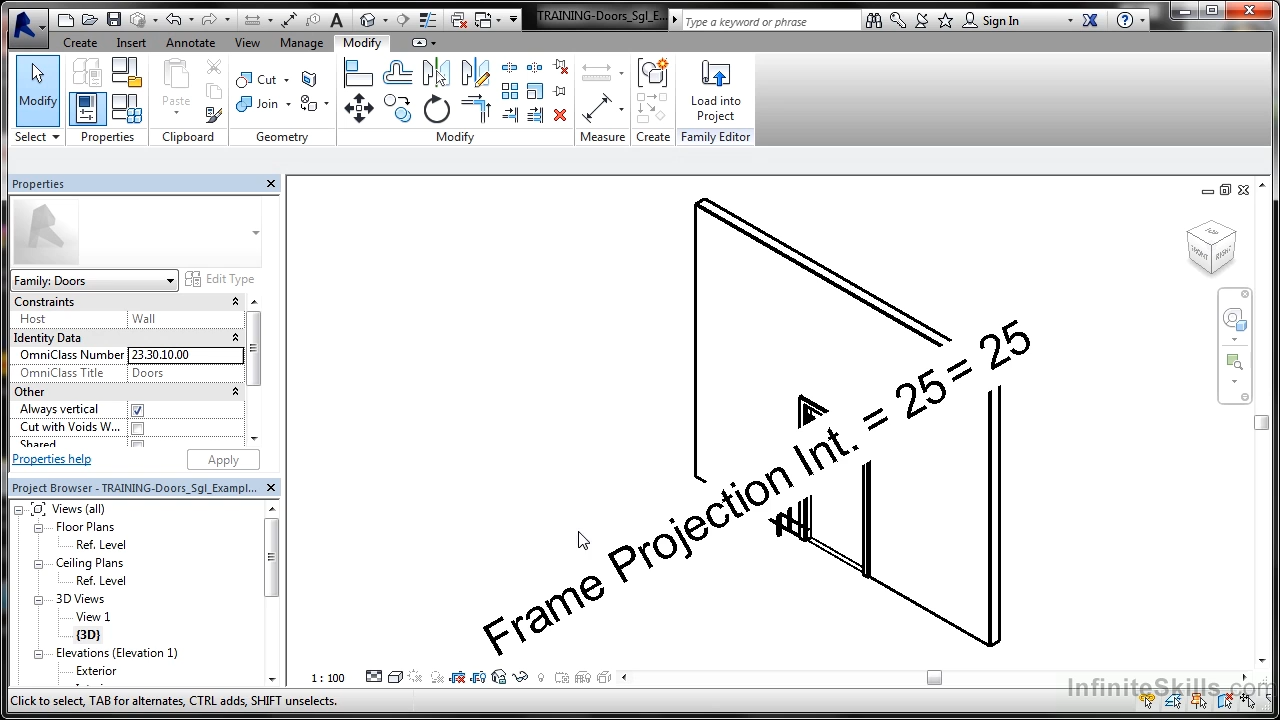 TRAINING-Doors_Sgl_E...
Type a keyword or phrase
Sign In
Create Insert Annotate View Manage Modify
Modify
Paste
Cut
Join
Load into
Project
Select Properties Clipboard Geometry Modify Measure Create Family Editor
Properties
Family: Doors
Edit Type
Constraints
Host Wall
Identity Data
OmniClass Number 23.30.10.00
OmniClass Title Doors
Other
Always vertical
Cut with Voids W...
Shared
Properties help
Apply
Project Browser - TRAINING-Doors_Sgl_Exampl...
Views (all)
Floor Plans
Ref. Level
Ceiling Plans
Ref. Level
3D Views
View 1
{3D}
Elevations (Elevation 1)
Exterior
TOP
FRONT
RIGHT
Frame Projection Int. = 25 = 25
1 : 100
Click to select, TAB for alternates, CTRL adds, SHIFT unselects.
InfiniteSkills.com